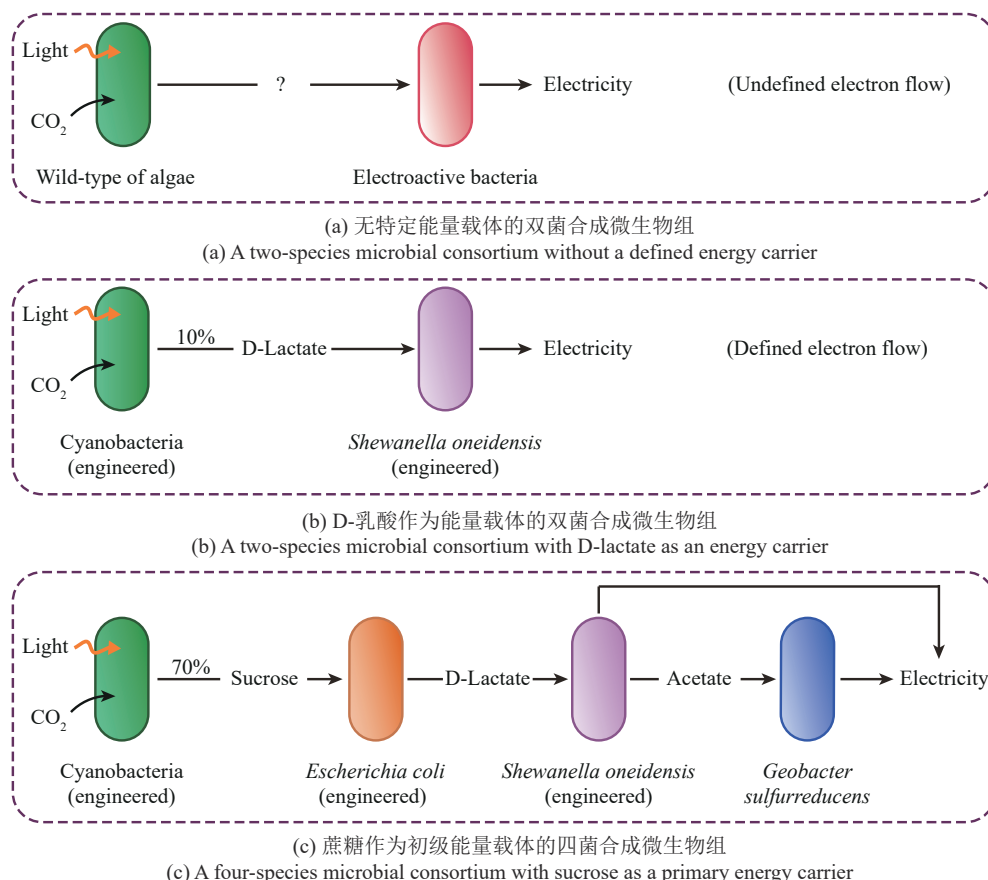 Light
?
Electricity
(Undefined electron flow)
CO2
Wild-type of algae
Electroactive bacteria
(a) 无特定能量载体的双菌合成微生物组
(a) A two-species microbial consortium without a defined energy carrier
Light
10%
D-Lactate
Electricity
(Defined electron flow)
CO2
Cyanobacteria
(engineered)
Shewanella oneidensis
(engineered)
(b) D-乳酸作为能量载体的双菌合成微生物组
(b) A two-species microbial consortium with D-lactate as an energy carrier
Light
70%
Sucrose
D-Lactate
Acetate
Electricity
CO2
Cyanobacteria
(engineered)
Escherichia coli
(engineered)
Shewanella oneidensis
(engineered)
Geobacter
sulfurreducens
(c) 蔗糖作为初级能量载体的四菌合成微生物组
(c) A four-species microbial consortium with sucrose as a primary energy carrier